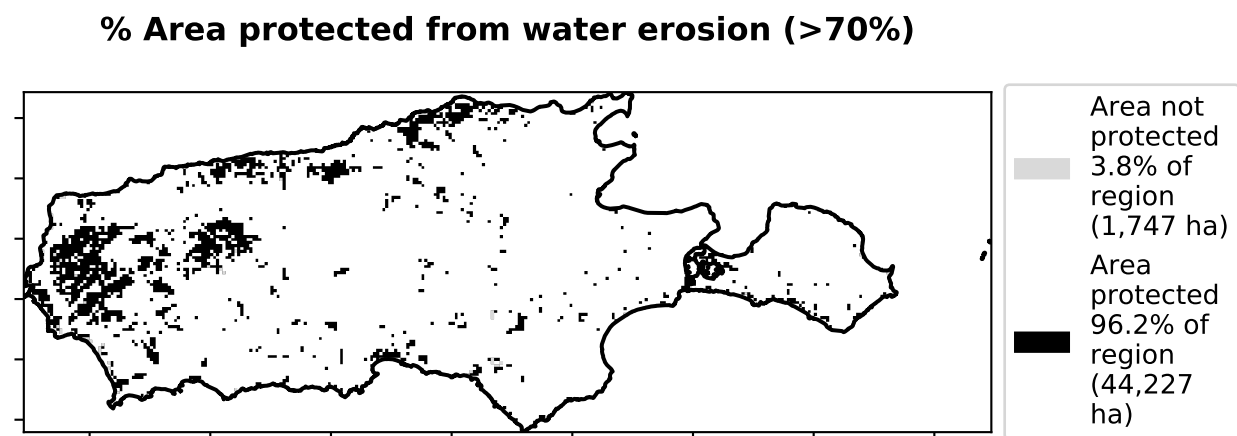 % Area protected from water erosion (>70%)
Area not
protected
3.8% of
region
(1,747 ha)
Area
protected
96.2% of
region
(44,227
ha)